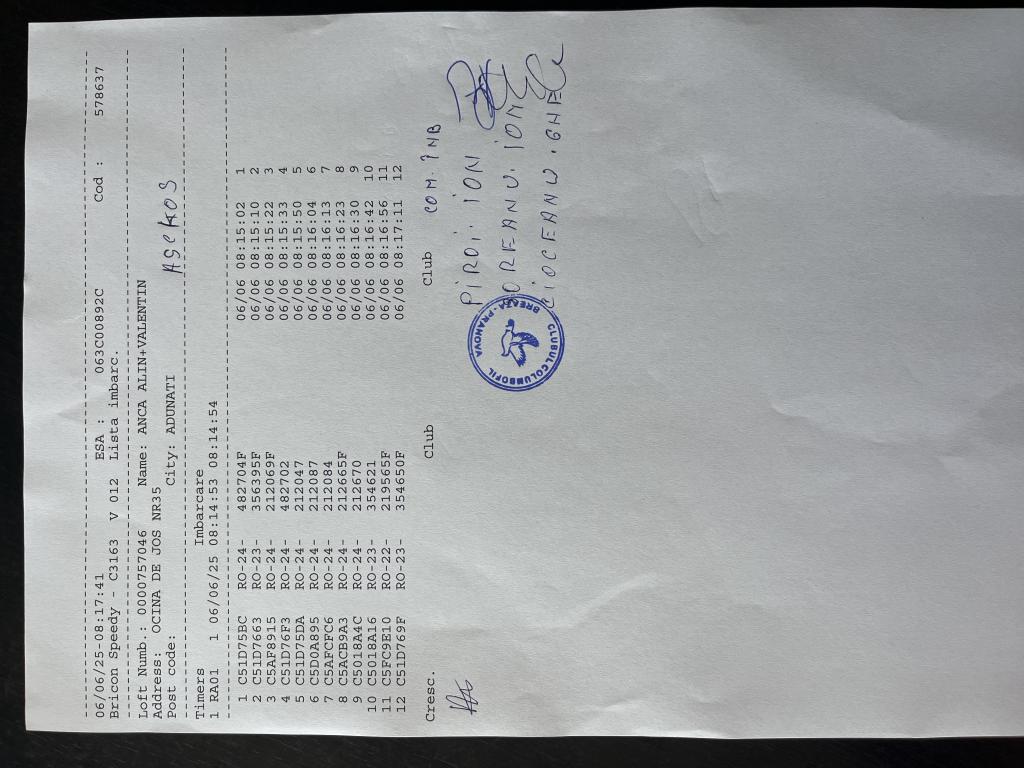 ------------------------------------------------------------
06/06/25-08:17:41 ESA : 063C00892C Cod : 578637
Bricon Speedy - C3163 V 012 Lista imbarc.
------------------------------------------------------------
Loft Numb.: 0000757046 Name: ANCA ALIN+VALENTIN
Address: OCINA DE JOS NR35
Post code: City: ADUNATI
------------------------------------------------------------
Timers Imbarcare
1 RA01 1 06/06/25 08:14:53 08:14:54
------------------------------------------------------------
1 C51D75BC RO-24- 482704F 06/06 08:15:02 1
2 C51D7663 RO-23- 356395F 06/06 08:15:10 2
3 C5AF8915 RO-24- 212069F 06/06 08:15:22 3
4 C51D76F3 RO-24- 482702 06/06 08:15:33 4
5 C51D75DA RO-24- 212047 06/06 08:15:50 5
6 C5D0A895 RO-24- 212087 06/06 08:16:04 6
7 C5AFCFC6 RO-24- 212084 06/06 08:16:13 7
8 C5ACB9A3 RO-24- 212665F 06/06 08:16:23 8
9 C5018A4C RO-24- 212670 06/06 08:16:30 9
10 C5018A16 RO-23- 354621 06/06 08:16:42 10
11 C5FC9E10 RO-22- 219565F 06/06 08:16:56 11
12 C51D769F RO-23- 354650F 06/06 08:17:11 12
Cresc. Club Club COM. ÎNB
PIROI. ION
CLUBUL COLUMBOFIL
BREAZA-PRAHOVA